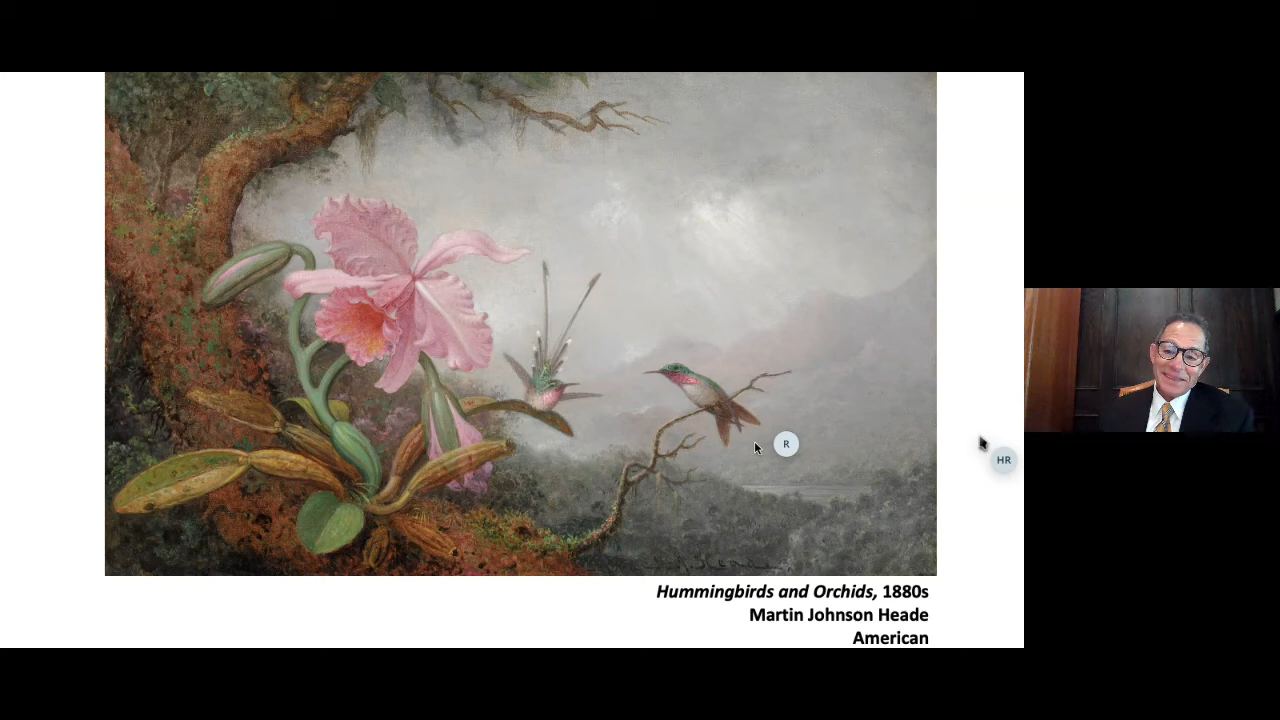 R
HR
Hummingbirds and Orchids, 1880s
Martin Johnson Heade
American